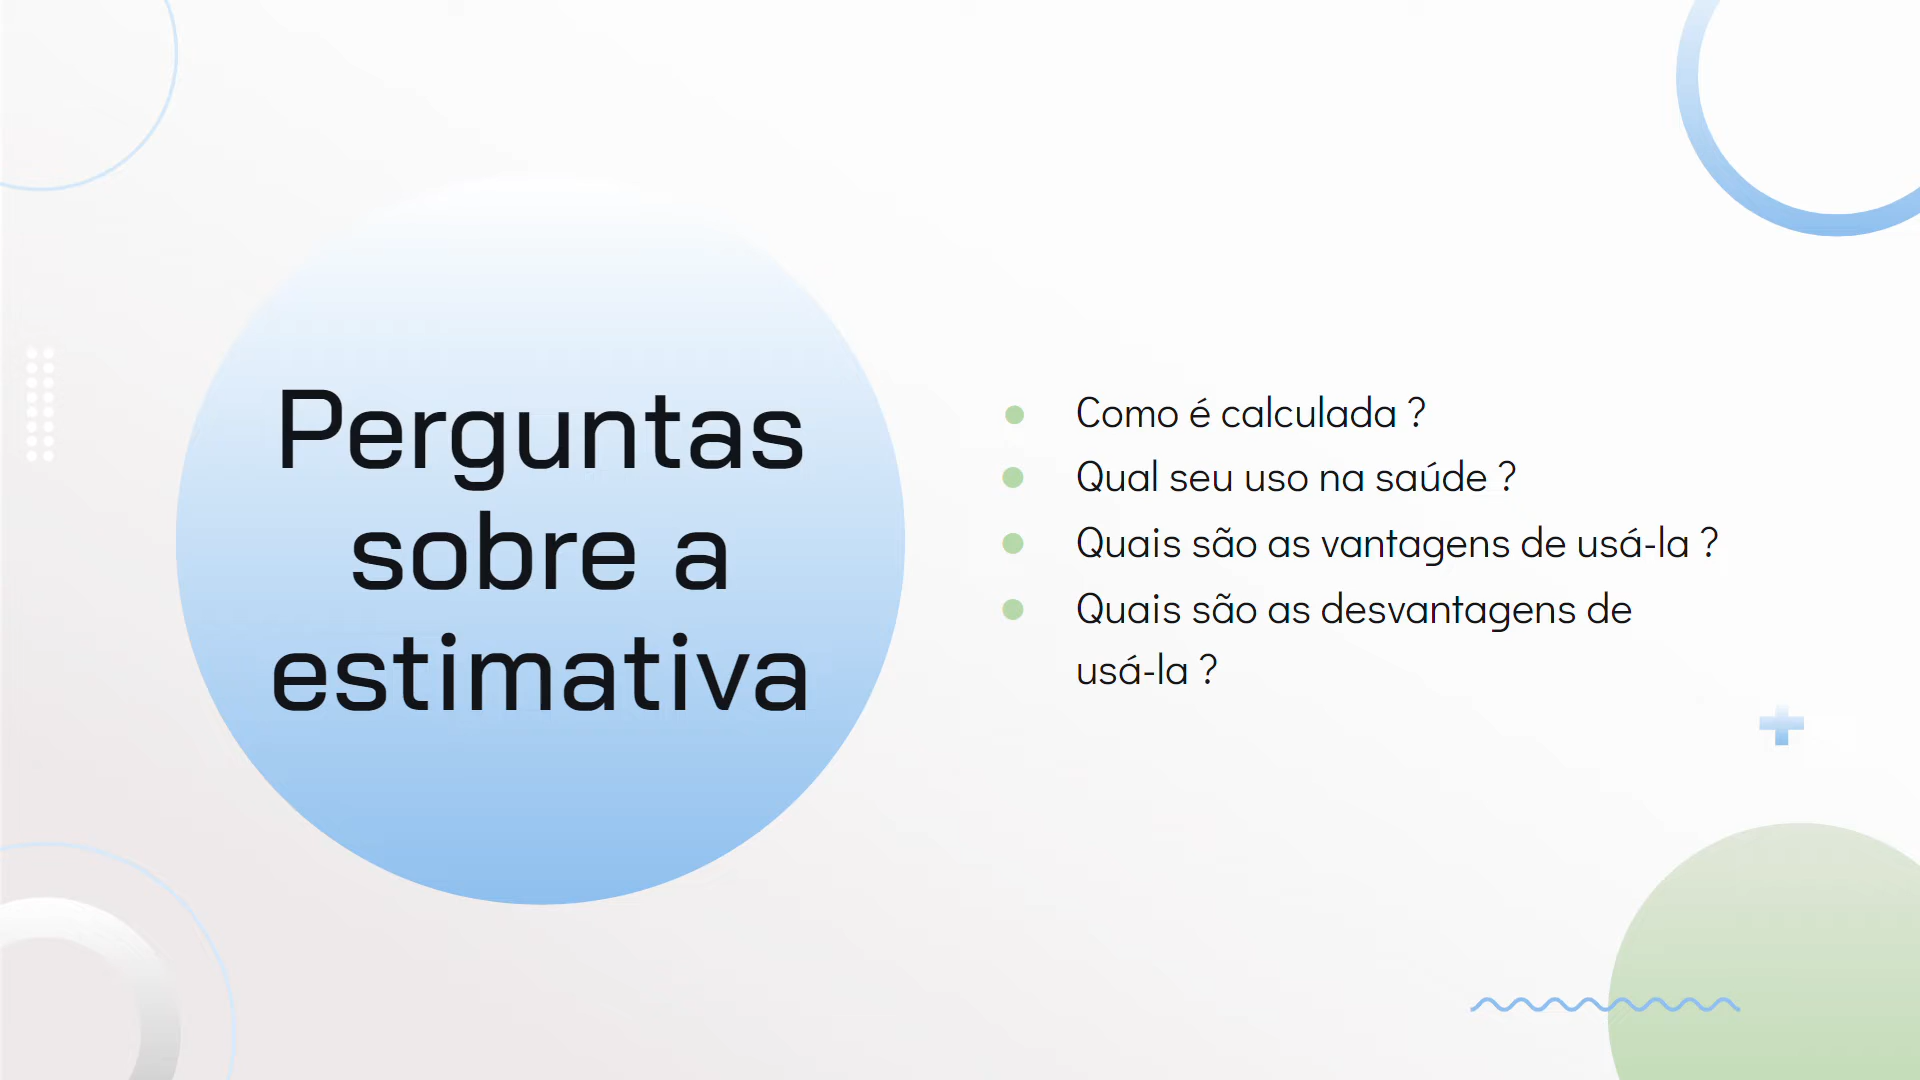 Perguntas
sobre a
estimativa
Como é calculada ?
Qual seu uso na saúde ?
Quais são as vantagens de usá-la ?
Quais são as desvantagens de
usá-la ?